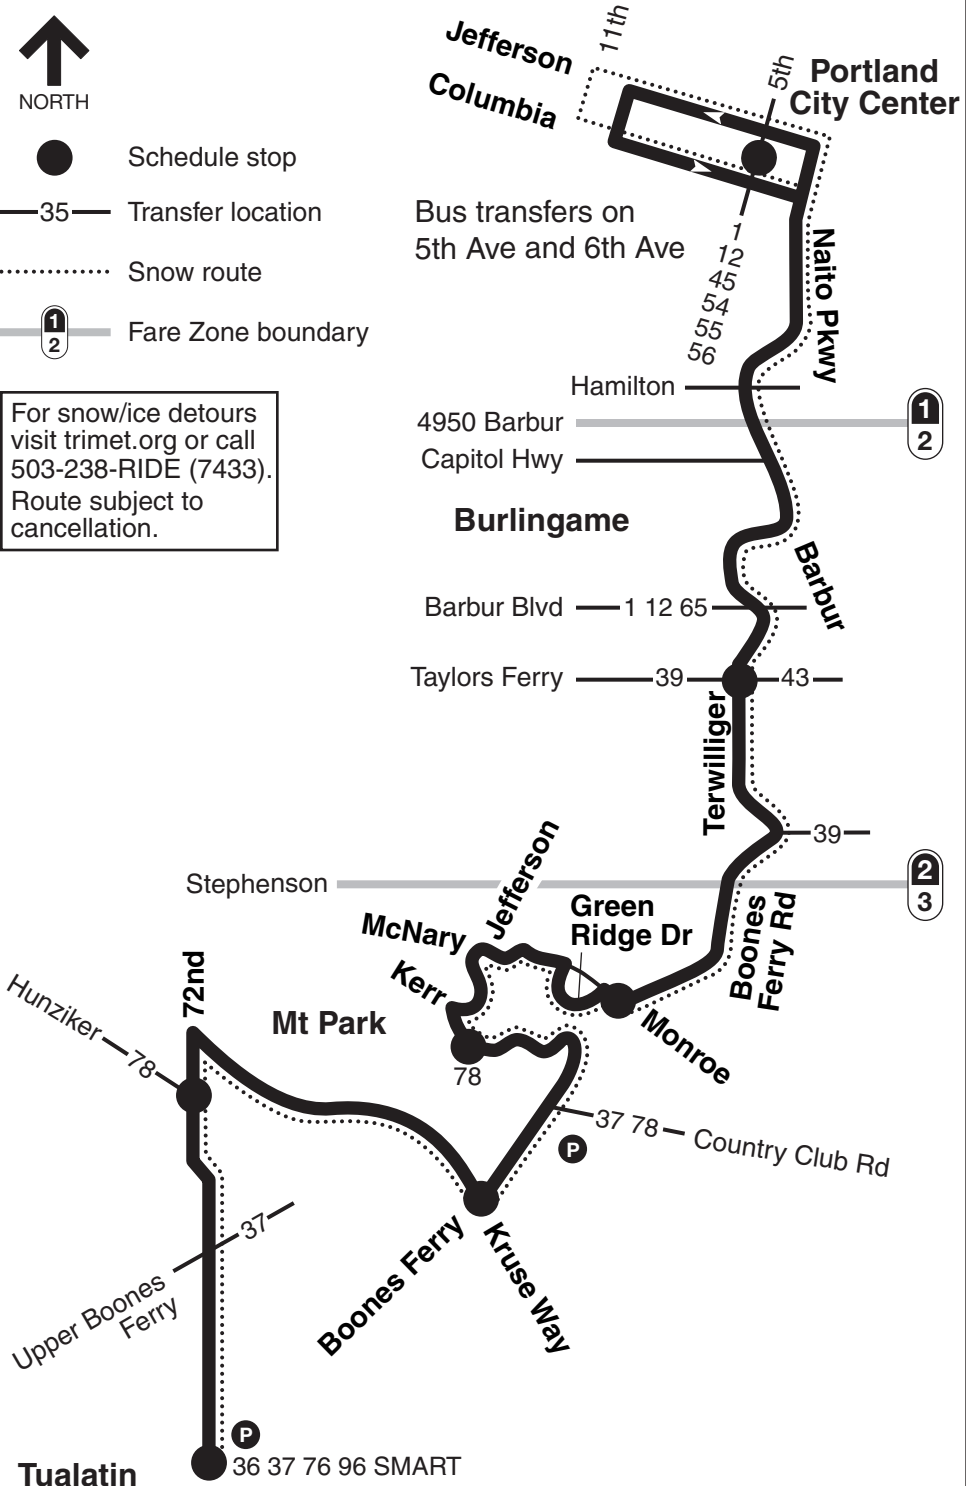 NORTH
Schedule stop
35
Transfer location
Snow route
1
2
Fare Zone boundary
For snow/ice detours
visit trimet.org or call
503-238-RIDE (7433).
Route subject to
cancellation.
11th
Jefferson
Columbia
5th
Portland
City Center
Bus transfers on
5th Ave and 6th Ave
1
12
45
54
55
56
Naito Pkwy
Hamilton
4950 Barbur
1
2
Capitol Hwy
Burlingame
Barbur
Barbur Blvd
1 12 65
Taylors Ferry
39
43
Terwilliger
39
Stephenson
2
3
Jefferson
McNary
Green
Ridge Dr
Boones
Ferry Rd
Kerr
72nd
Hunziker
78
Mt Park
Monroe
78
37 78
Country Club Rd
P
37
Upper Boones
Ferry
Boones Ferry
Kruse Way
P
36 37 76 96 SMART
Tualatin